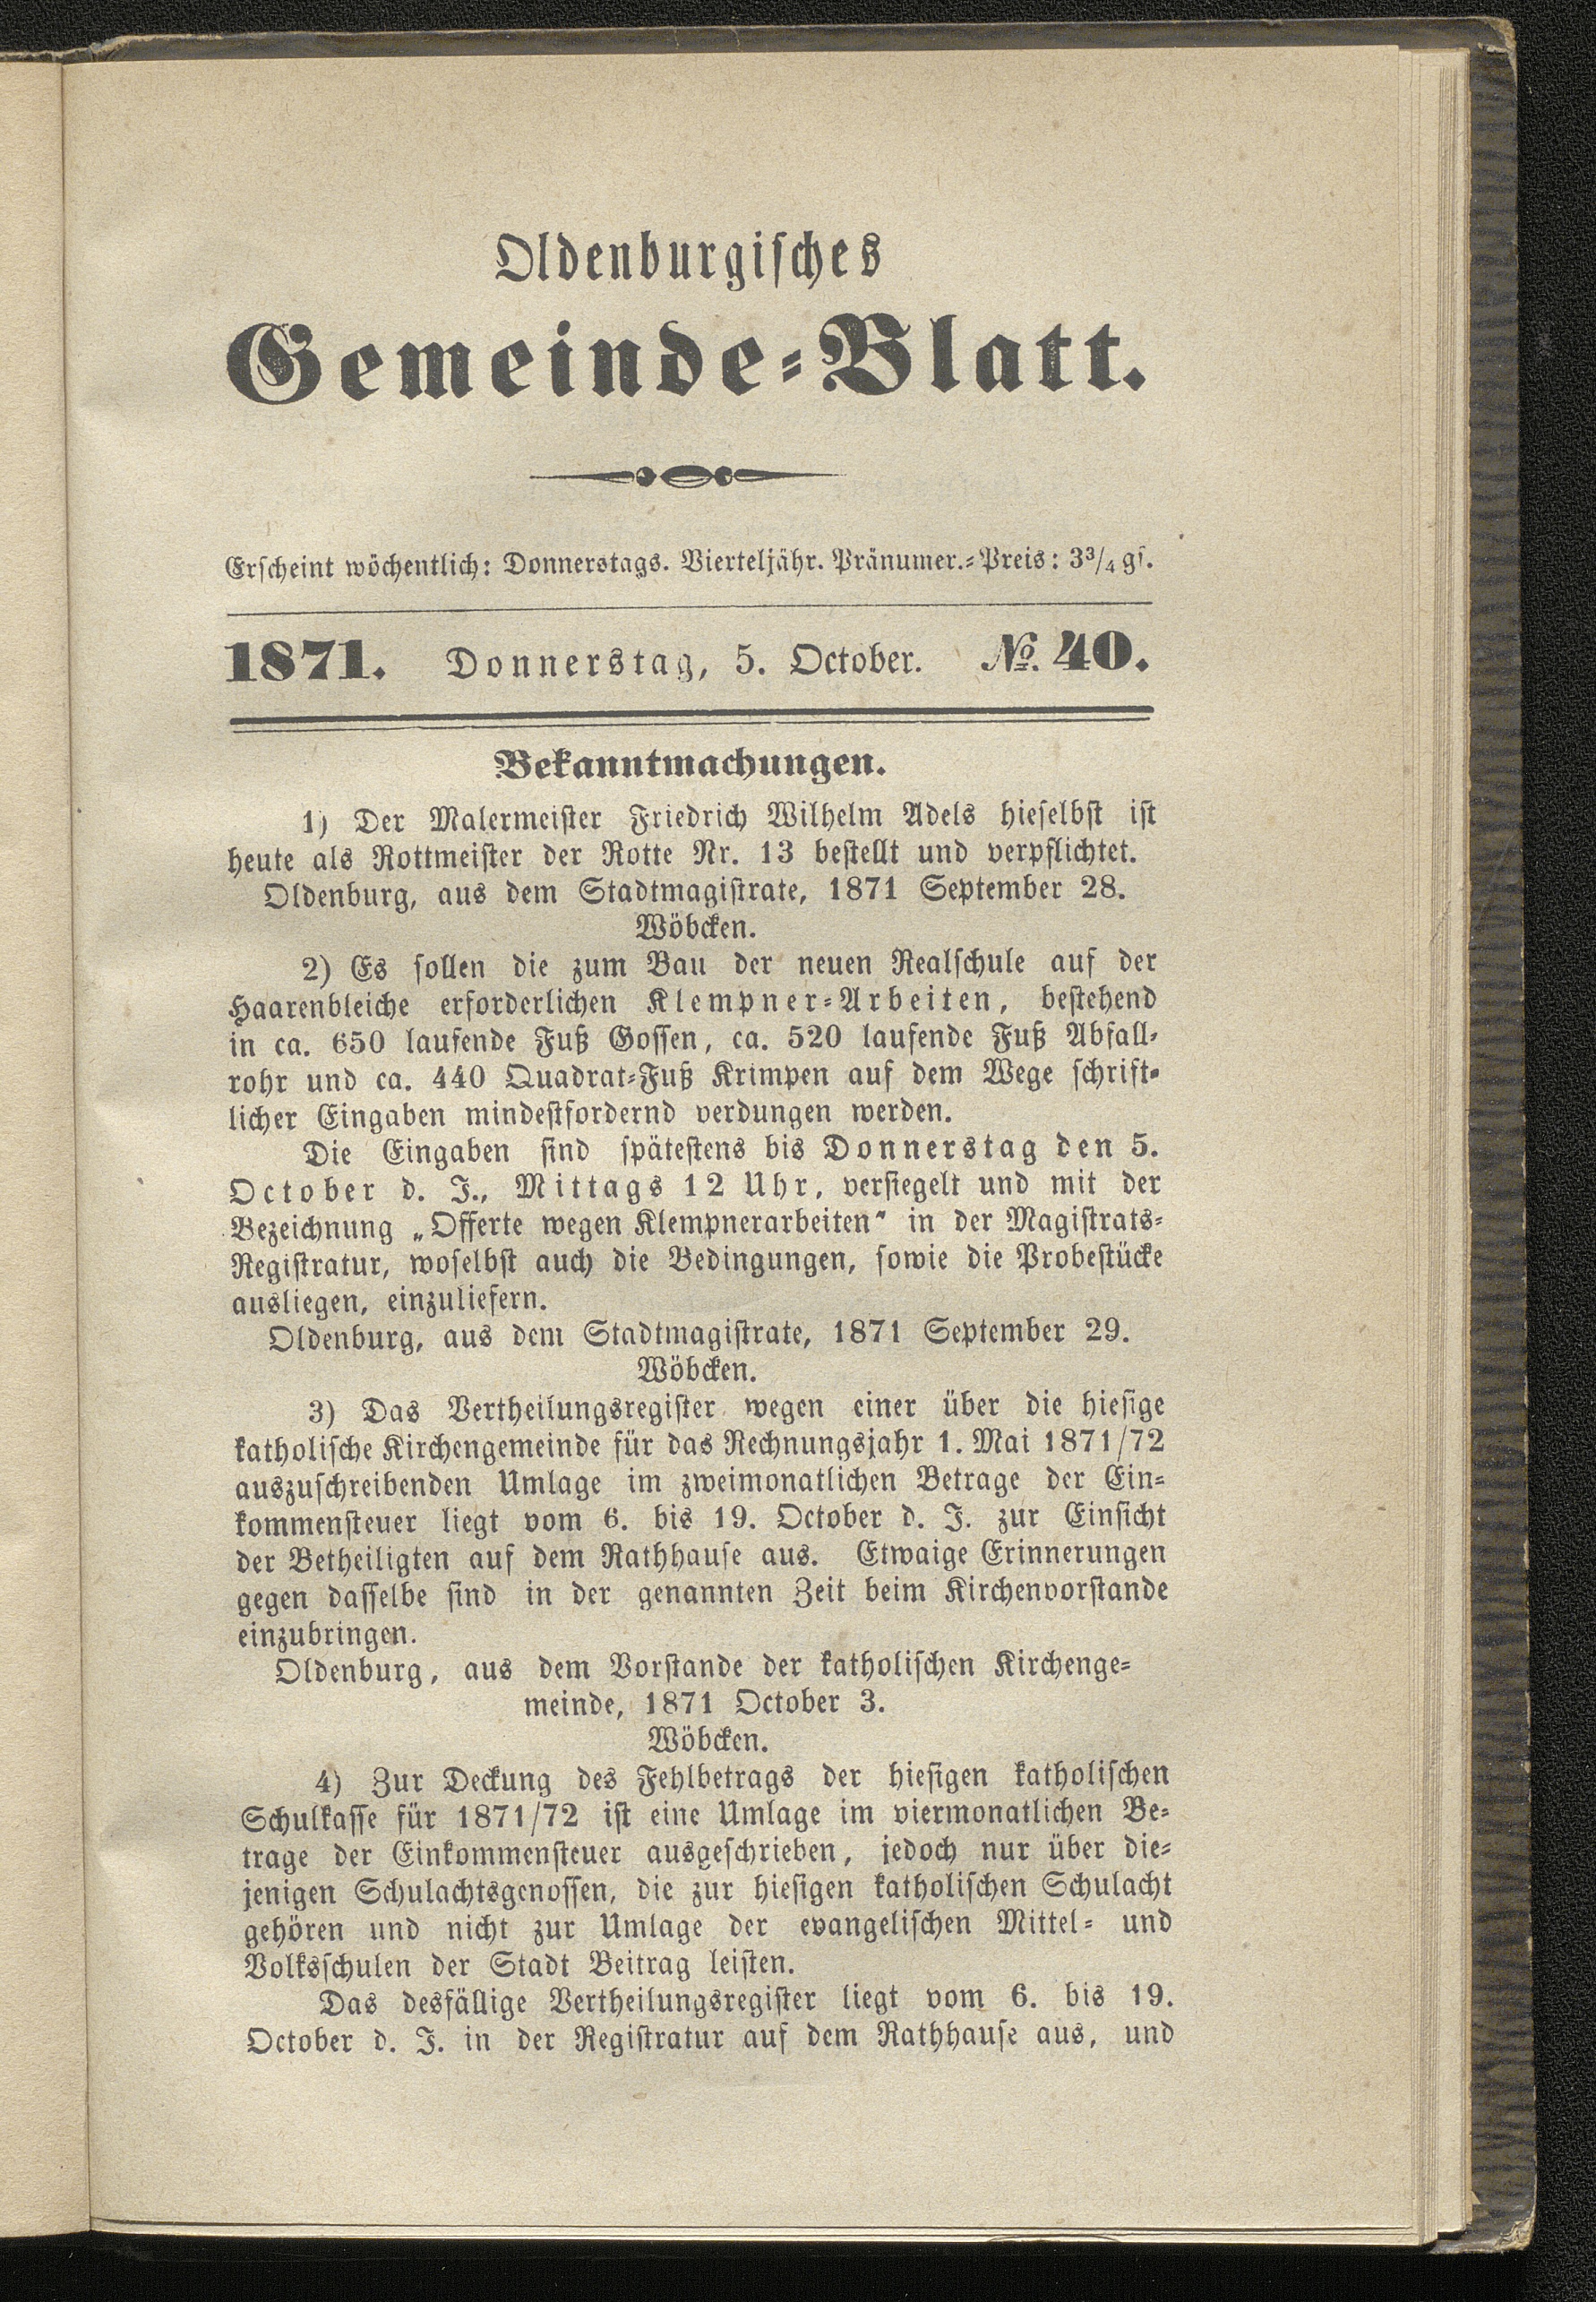 Oldenburgisches
Gemeinde-Blatt.
Erscheint wöchentlich: Donnerstags. Vierteljähr. Pränumer.-Preis: 3³/₄ gs.
1871. Donnerstag, 5. October. No. 40.
Bekanntmachungen.
1) Der Malermeister Friedrich Wilhelm Adels hieselbst ist
heute als Rottmeister der Rotte Nr. 13 bestellt und verpflichtet.
Oldenburg, aus dem Stadtmagistrate, 1871 September 28.
Wöbcken.
2) Es sollen die zum Bau der neuen Realschule auf der
Haarenbleiche erforderlichen Klempner-Arbeiten, bestehend
in ca. 650 laufende Fuß Gossen, ca. 520 laufende Fuß Abfall-
rohr und ca. 440 Quadrat-Fuß Krimpen auf dem Wege schrift-
licher Eingaben mindestfordernd verdungen werden.
Die Eingaben sind spätestens bis Donnerstag den 5.
October d. J., Mittags 12 Uhr, versiegelt und mit der
Bezeichnung „Offerte wegen Klempnerarbeiten" in der Magistrats-
Registratur, woselbst auch die Bedingungen, sowie die Probestücke
ausliegen, einzuliefern.
Oldenburg, aus dem Stadtmagistrate, 1871 September 29.
Wöbcken.
3) Das Vertheilungsregister wegen einer über die hiesige
katholische Kirchengemeinde für das Rechnungsjahr 1. Mai 1871/72
auszuschreibenden Umlage im zweimonatlichen Betrage der Ein-
kommensteuer liegt vom 6. bis 19. October d. J. zur Einsicht
der Betheiligten auf dem Rathhause aus. Etwaige Erinnerungen
gegen dasselbe sind in der genannten Zeit beim Kirchenvorstande
einzubringen.
Oldenburg, aus dem Vorstande der katholischen Kirchenge-
meinde, 1871 October 3.
Wöbcken.
4) Zur Deckung des Fehlbetrags der hiesigen katholischen
Schulkasse für 1871/72 ist eine Umlage im viermonatlichen Be-
trage der Einkommensteuer ausgeschrieben, jedoch nur über die-
jenigen Schulachtsgenossen, die zur hiesigen katholischen Schulacht
gehören und nicht zur Umlage der evangelischen Mittel- und
Volksschulen der Stadt Beitrag leisten.
Das desfällige Vertheilungsregister liegt vom 6. bis 19.
October d. J. in der Registratur auf dem Rathhause aus, und